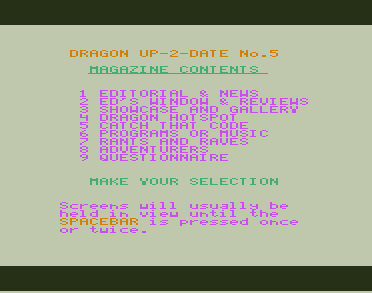 DRAGON UP-2-DATE No.5
MAGAZINE CONTENTS
1 EDITORIAL & NEWS
2 ED'S WINDOW & REVIEWS
3 SHOWCASE AND GALLERY
4 DRAGON HOTSPOT
5 CATCH THAT CODE
6 PROGRAMS OR MUSIC
7 RANTS AND RAVES
8 ADVENTURERS
9 QUESTIONNAIRE
MAKE YOUR SELECTION
Screens will usually be
held in view until the
SPACEBAR is pressed once
or twice.